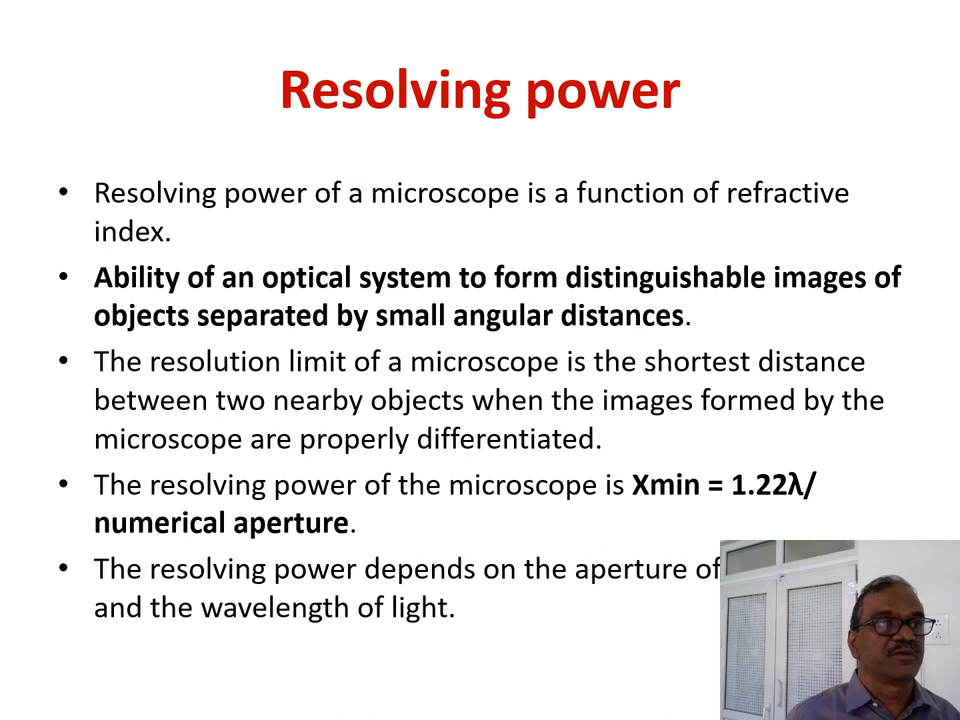 Resolving power
• Resolving power of a microscope is a function of refractive
index.
• Ability of an optical system to form distinguishable images of
objects separated by small angular distances.
• The resolution limit of a microscope is the shortest distance
between two nearby objects when the images formed by the
microscope are properly differentiated.
• The resolving power of the microscope is Xmin = 1.22λ/
numerical aperture.
• The resolving power depends on the aperture of
and the wavelength of light.